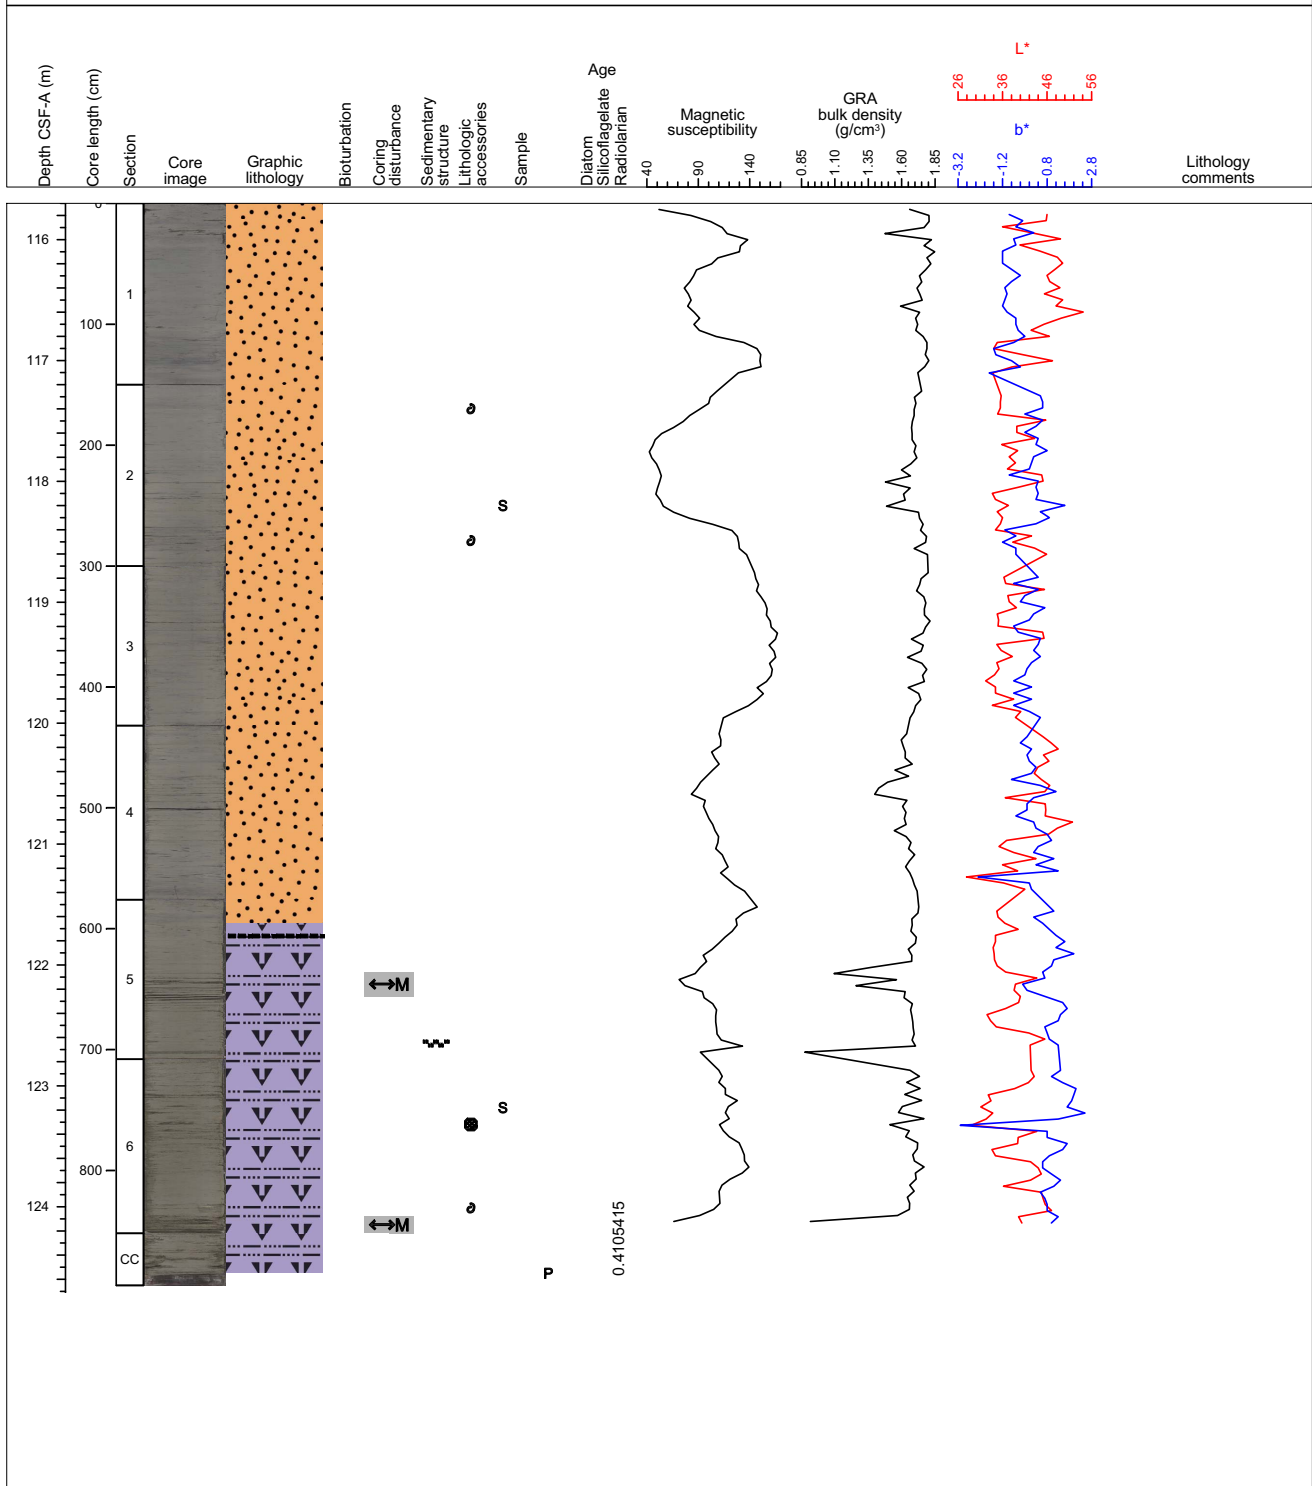 Depth CSF-A (m)
Core length (cm)
Section
Core
image
Graphic
lithology
Bioturbation
Coring
disturbance
Sedimentary
structure
Lithologic
accessories
Sample
Age
Diatom
Silicoflagelate
Radiolarian
Magnetic
susceptibility
40 90 140
GRA
bulk density
(g/cm³)
0.85 1.10 1.35 1.60 1.85
L*
26 36 46 56
b*
-3.2 -1.2 0.8 2.8
Lithology
comments
0
116
1
100
117
200
2
118
S
300
119
3
400
120
4
500
121
600
122
5
M
700
123
S
6
800
124
M
CC
P
0.4105415